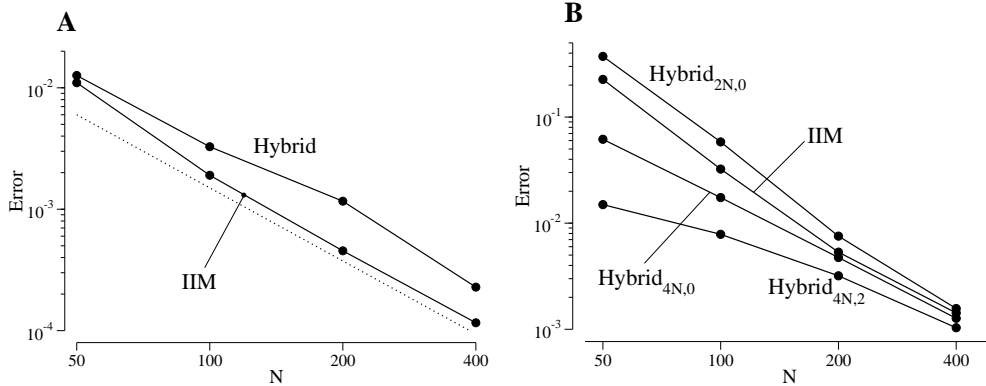 A
Error
10^-2
10^-3
10^-4
Hybrid
IIM
50
100
200
400
N
B
Error
10^-1
10^-2
10^-3
Hybrid_2N,0
IIM
Hybrid_4N,0
Hybrid_4N,2
50
100
200
400
N